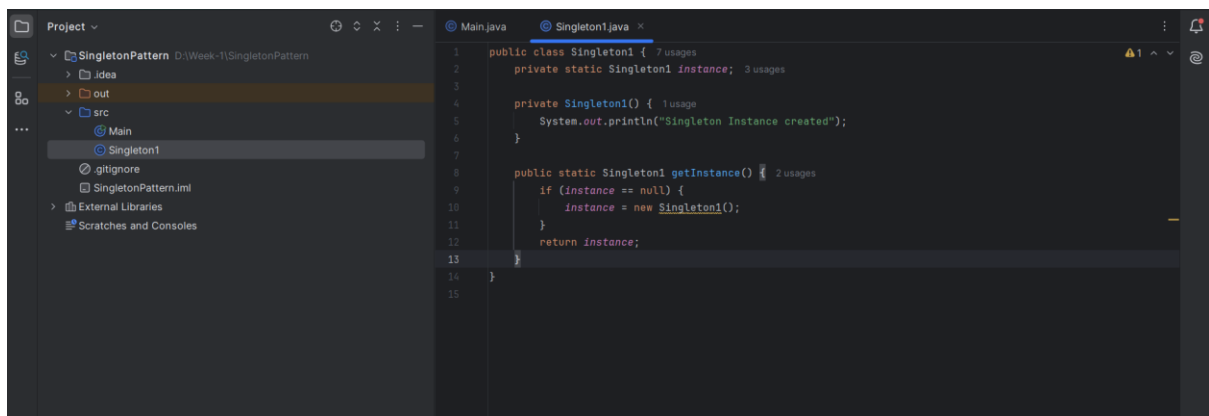 Project
SingletonPattern D:\Week-1\SingletonPattern
.idea
out
src
Main
Singleton1
.gitignore
SingletonPattern.iml
External Libraries
Scratches and Consoles
Main.java Singleton1.java
1 public class Singleton1 { 7 usages
2 private static Singleton1 instance; 3 usages
3
4 private Singleton1() { 1 usage
5 System.out.println("Singleton Instance created");
6 }
7
8 public static Singleton1 getInstance() { 2 usages
9 if (instance == null) {
10 instance = new Singleton1();
11 }
12 return instance;
13 }
14 }
15
1